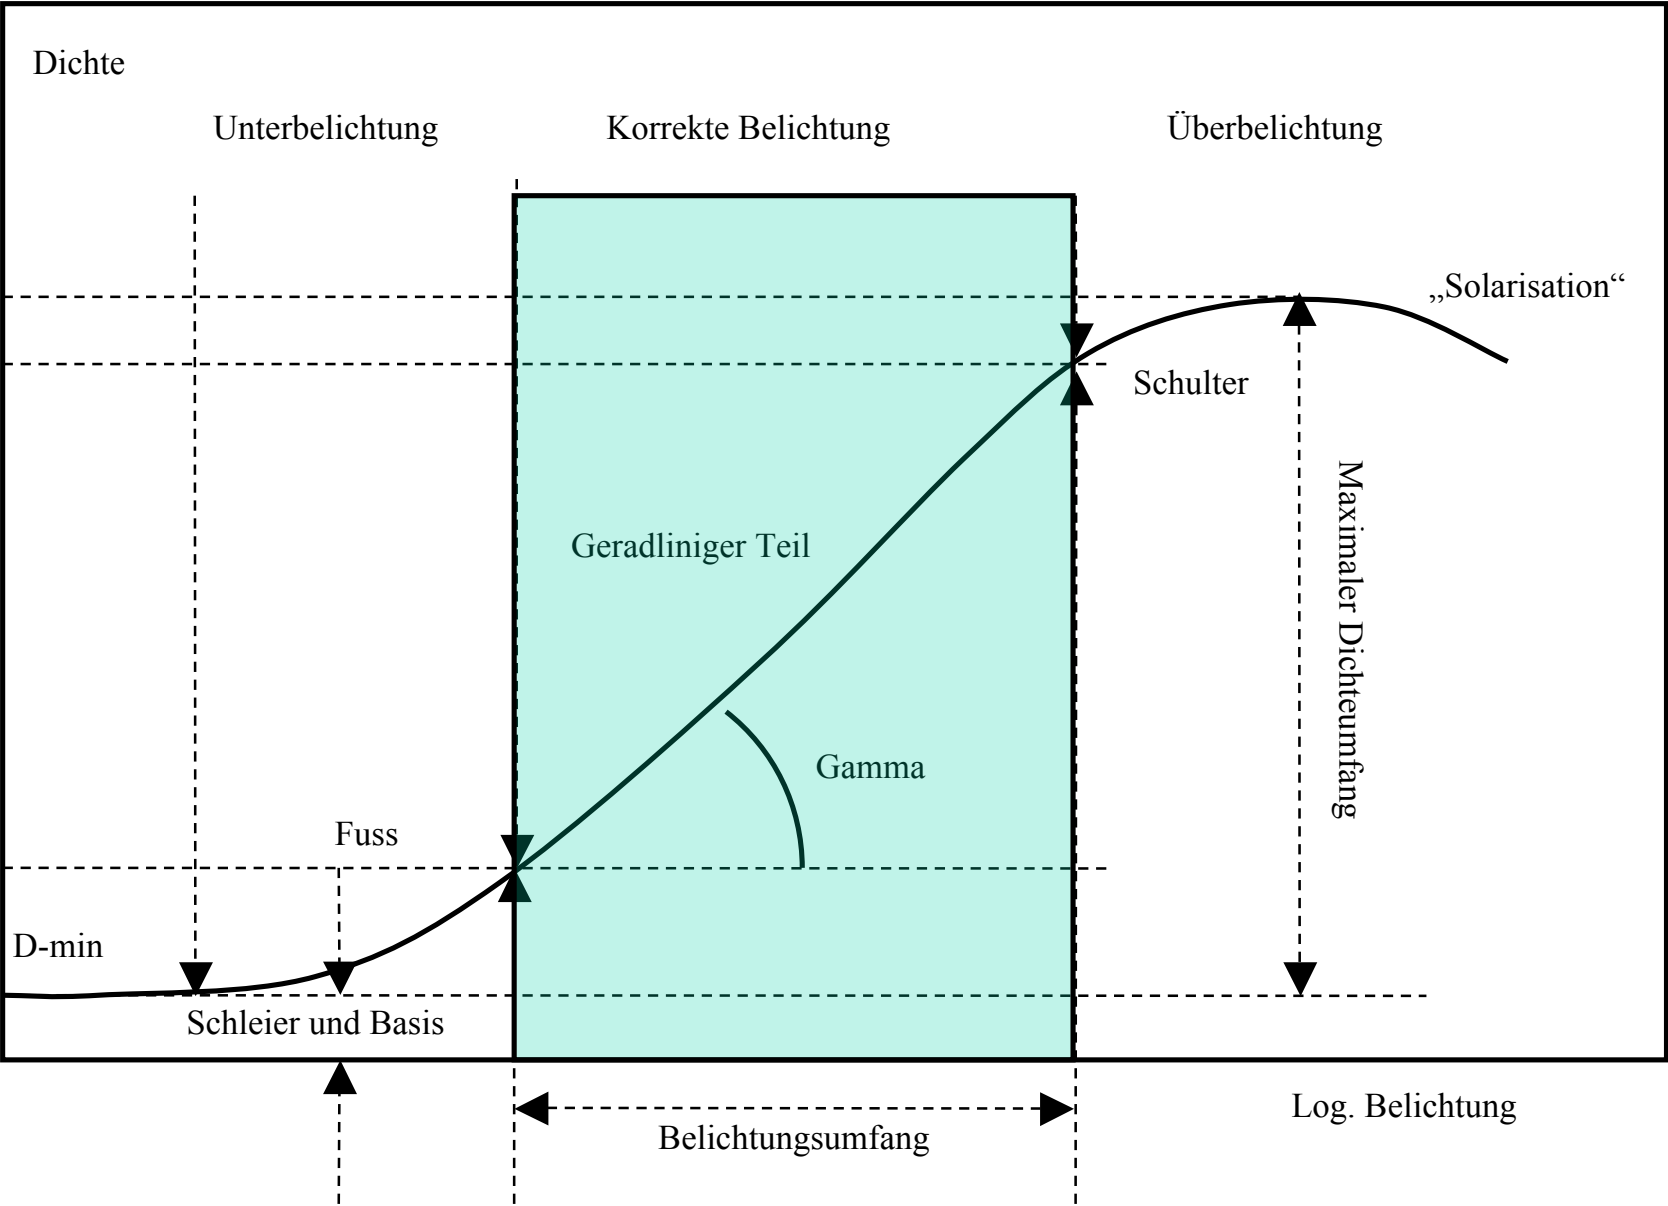 Dichte
Unterbelichtung
Korrekte Belichtung
Überbelichtung
„Solarisation“
Schulter
Geradliniger Teil
Maximaler Dichteumfang
Gamma
Fuss
D-min
Schleier und Basis
Log. Belichtung
Belichtungsumfang